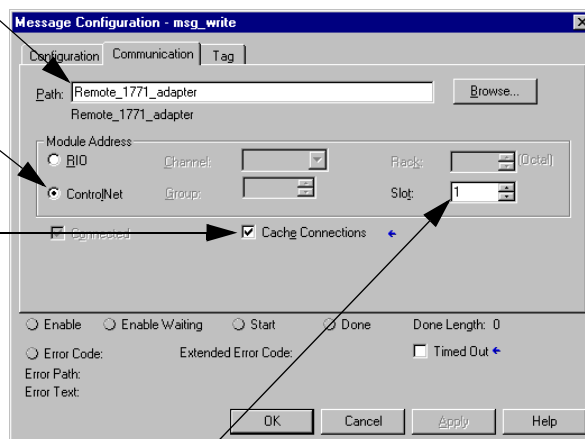 Message Configuration - msg_write
Configuration Communication Tag
Path: Remote_1771_adapter Browse...
Remote_1771_adapter
Module Address
RIO Channel: Rack: (Octal)
ControlNet Group: Slot: 1
Connected Cache Connections
Enable Enable Waiting Start Done Done Length: 0
Error Code: Extended Error Code: Timed Out
Error Path:
Error Text:
OK Cancel Apply Help